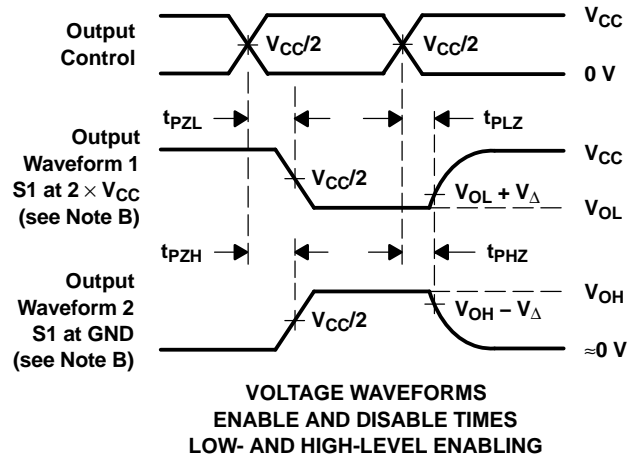 Output
Control
V_CC/2
V_CC/2
V_CC
0 V
t_PZL
t_PLZ
Output
Waveform 1
S1 at 2 × V_CC
(see Note B)
V_CC/2
V_CC
V_OL + V_Δ
V_OL
t_PZH
t_PHZ
Output
Waveform 2
S1 at GND
(see Note B)
V_CC/2
V_OH
V_OH − V_Δ
≈0 V
VOLTAGE WAVEFORMS
ENABLE AND DISABLE TIMES
LOW- AND HIGH-LEVEL ENABLING